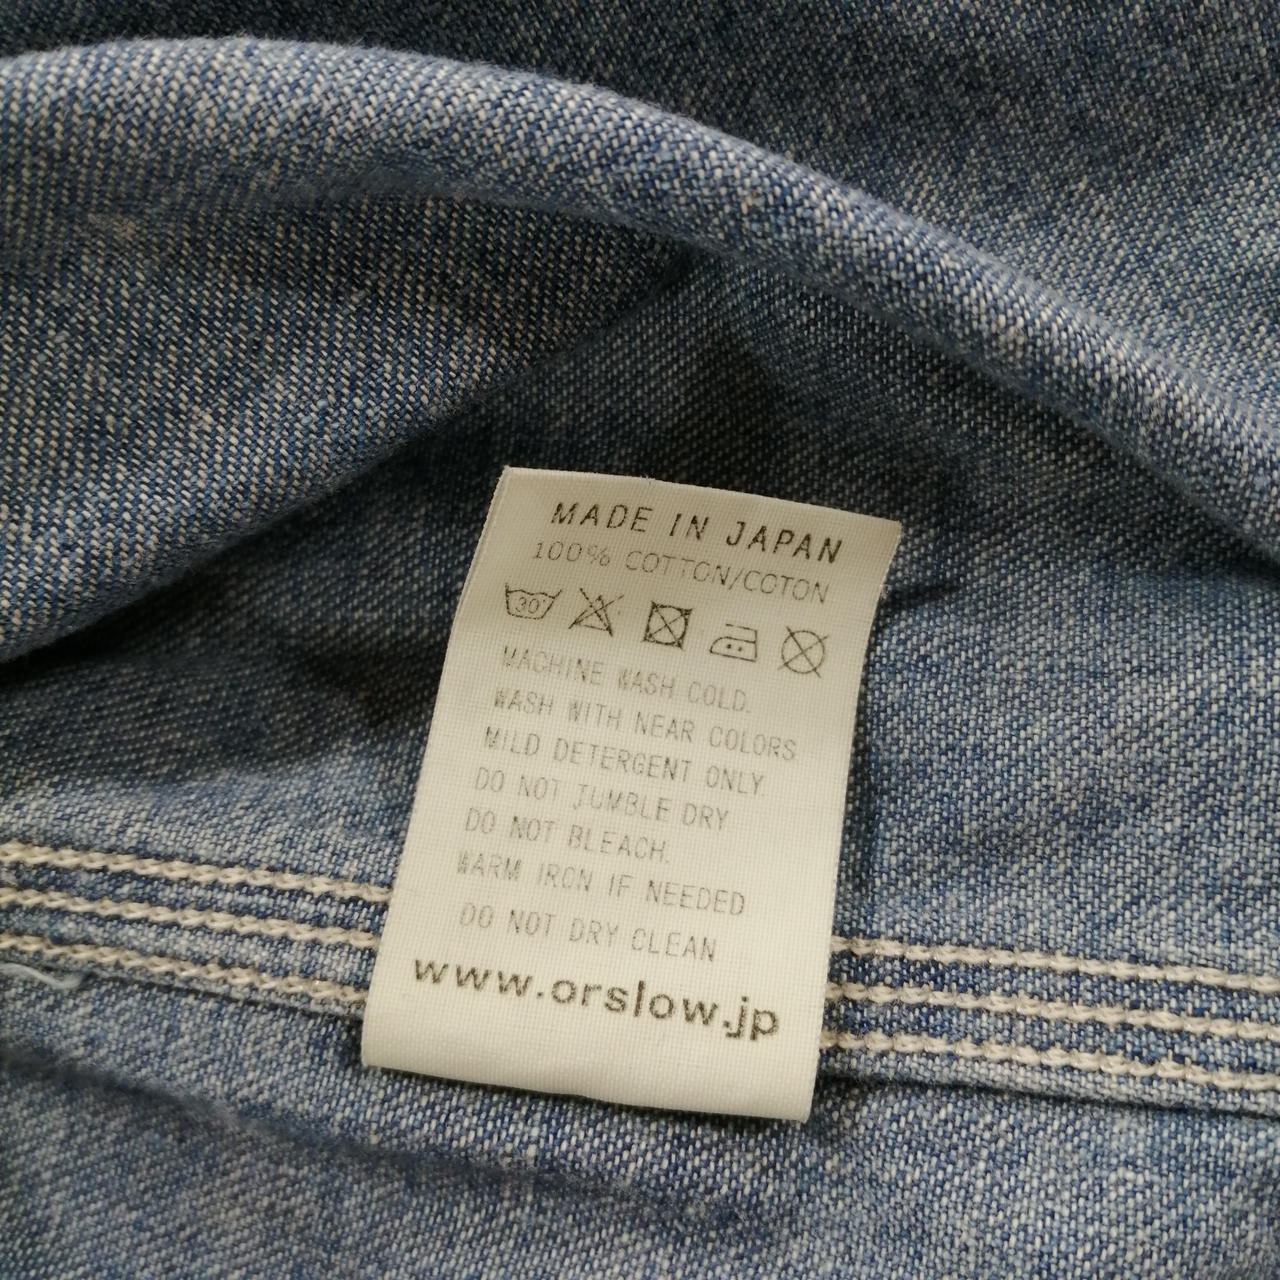 MADE IN JAPAN
100% COTTON/COTON
30°
MACHINE WASH COLD.
WASH WITH NEAR COLORS
MILD DETERGENT ONLY.
DO NOT TUMBLE DRY
DO NOT BLEACH.
WARM IRON IF NEEDED
DO NOT DRY CLEAN
www.orslow.jp